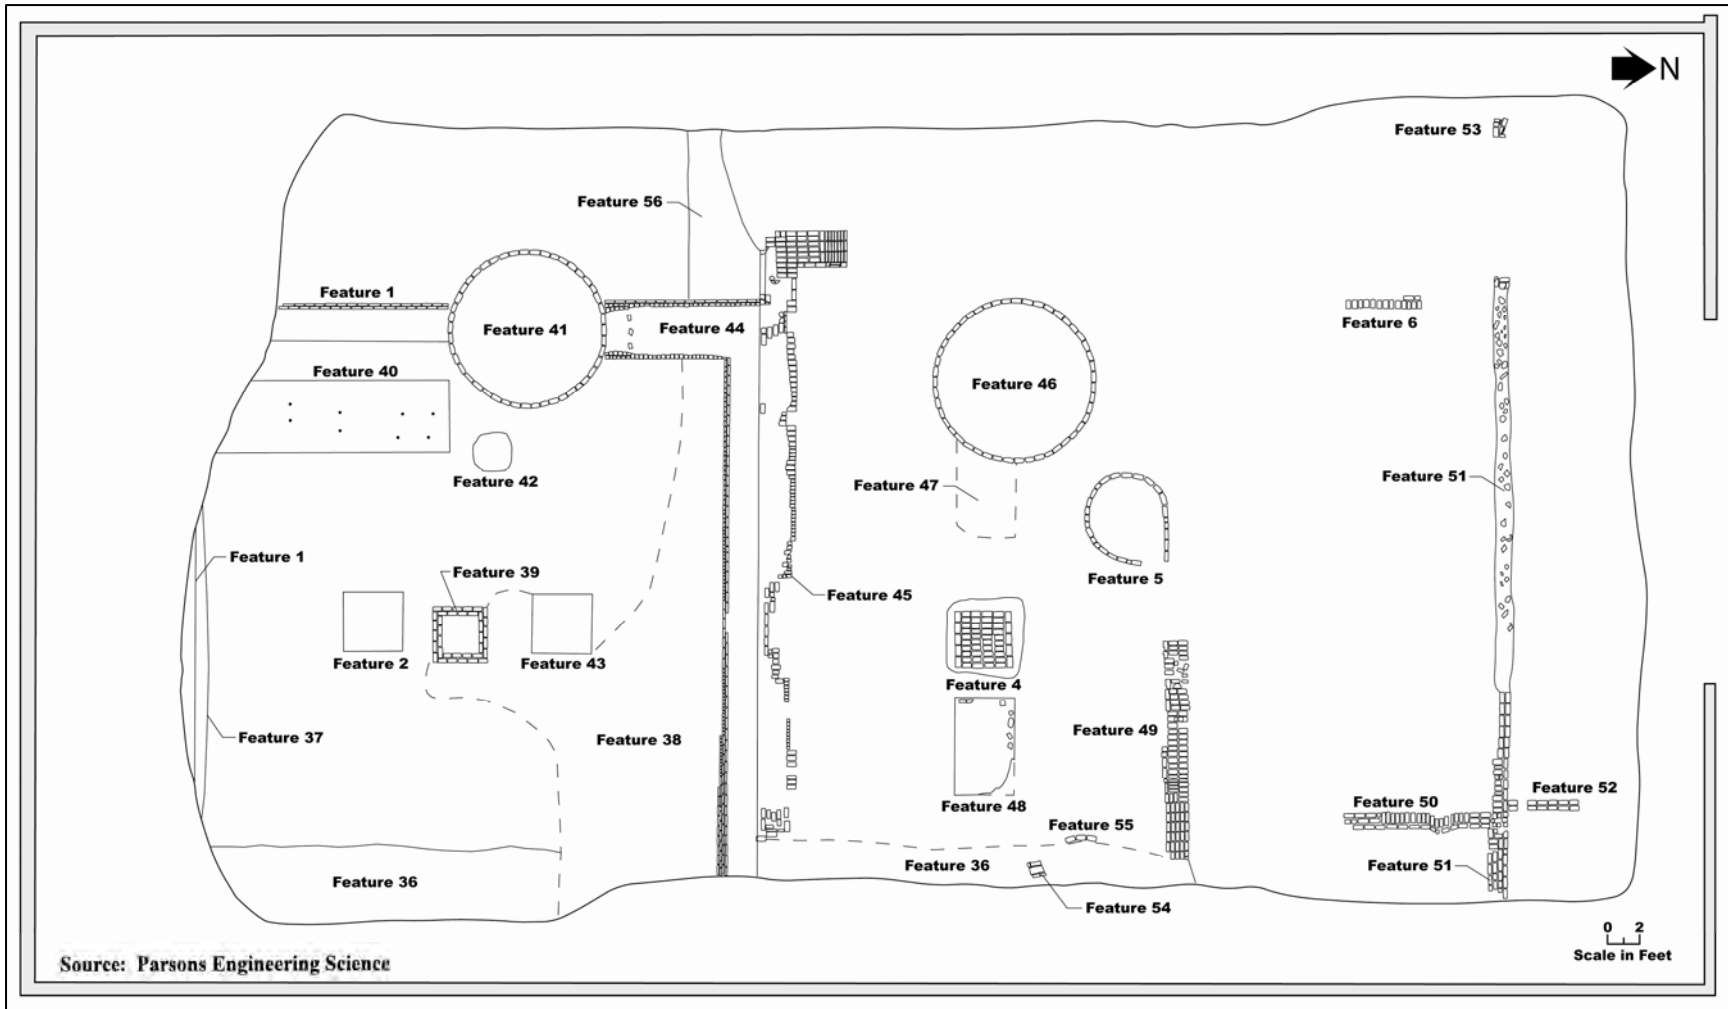 N
Feature 53
Feature 56
Feature 1
Feature 41
Feature 44
Feature 6
Feature 40
Feature 46
Feature 42
Feature 47
Feature 51
Feature 1
Feature 39
Feature 5
Feature 45
Feature 2
Feature 43
Feature 4
Feature 37
Feature 38
Feature 49
Feature 48
Feature 50
Feature 52
Feature 55
Feature 36
Feature 36
Feature 51
Feature 54
0 2
Scale in Feet
Source: Parsons Engineering Science